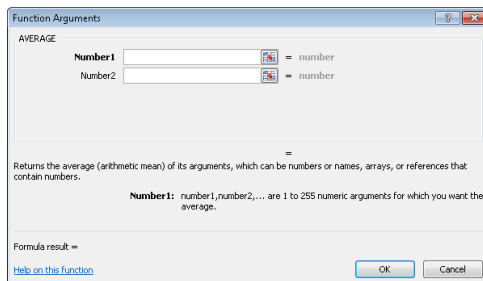 Function Arguments
AVERAGE
Number1 = number
Number2 = number
=
Returns the average (arithmetic mean) of its arguments, which can be numbers or names, arrays, or references that
contain numbers.
Number1: number1,number2,... are 1 to 255 numeric arguments for which you want the
average.
Formula result =
Help on this function
OK Cancel